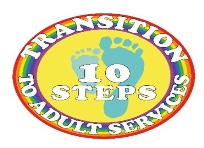 TRANSITION
10
STEPS
TO ADULT SERVICES